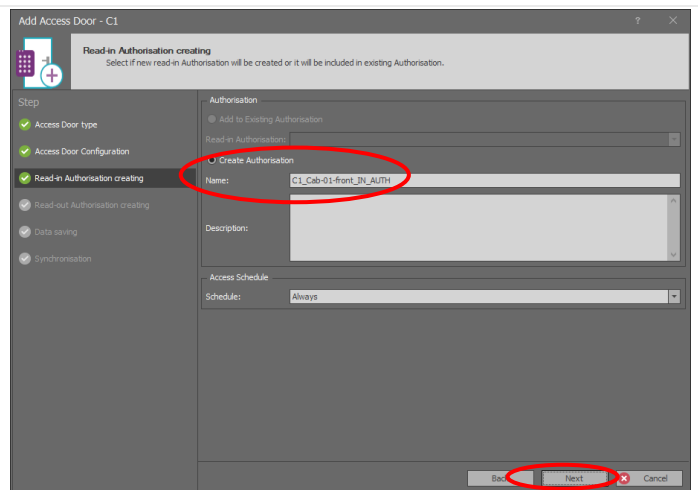 Add Access Door - C1
Read-in Authorisation creating
Select if new read-in Authorisation will be created or it will be included in existing Authorisation.
Step
Access Door type
Access Door Configuration
Read-in Authorisation creating
Read-out Authorisation creating
Data saving
Synchronisation
Authorisation
Add to Existing Authorisation
Read-in Authorisation:
Create Authorisation
Name: C1_Cab-01-front_IN_AUTH
Description:
Access Schedule
Schedule: Always
Back Next Cancel